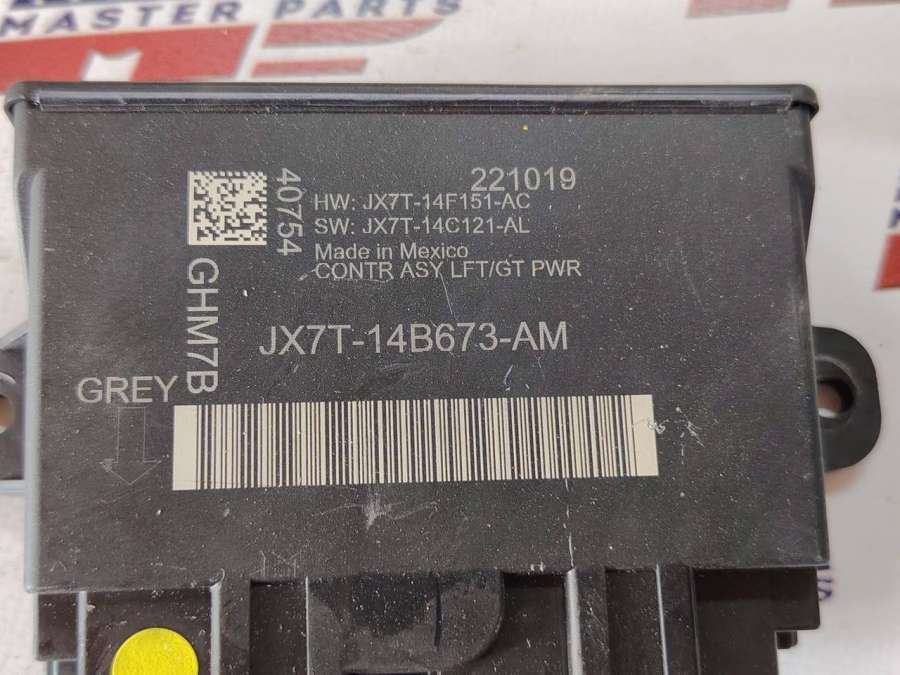 MASTER PARTS
221019
40754
HW: JX7T-14F151-AC
SW: JX7T-14C121-AL
Made in Mexico
CONTR ASY LFT/GT PWR
GHM7B
JX7T-14B673-AM
GREY